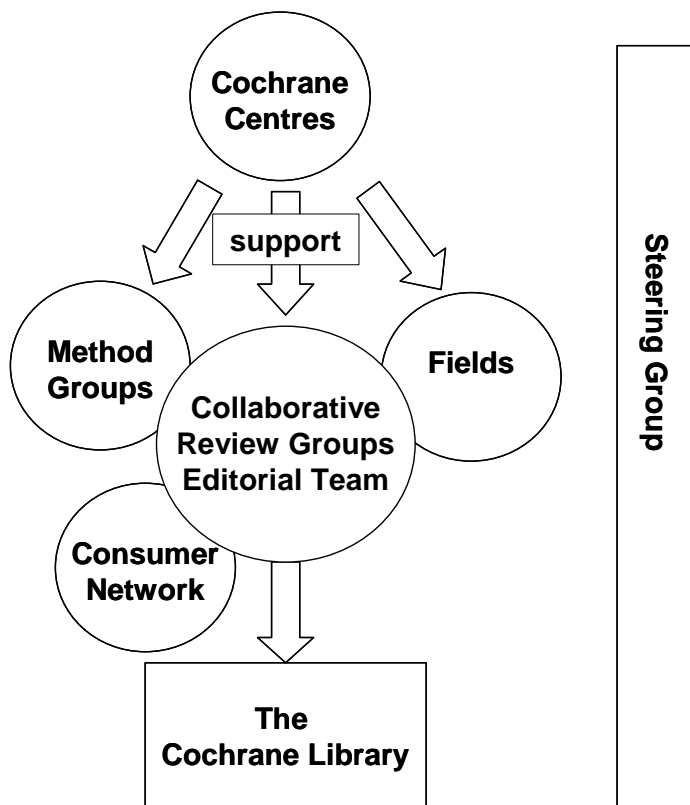 Cochrane
Centres
support
Method
Groups
Fields
Collaborative
Review Groups
Editorial Team
Consumer
Network
The
Cochrane Library
Steering Group